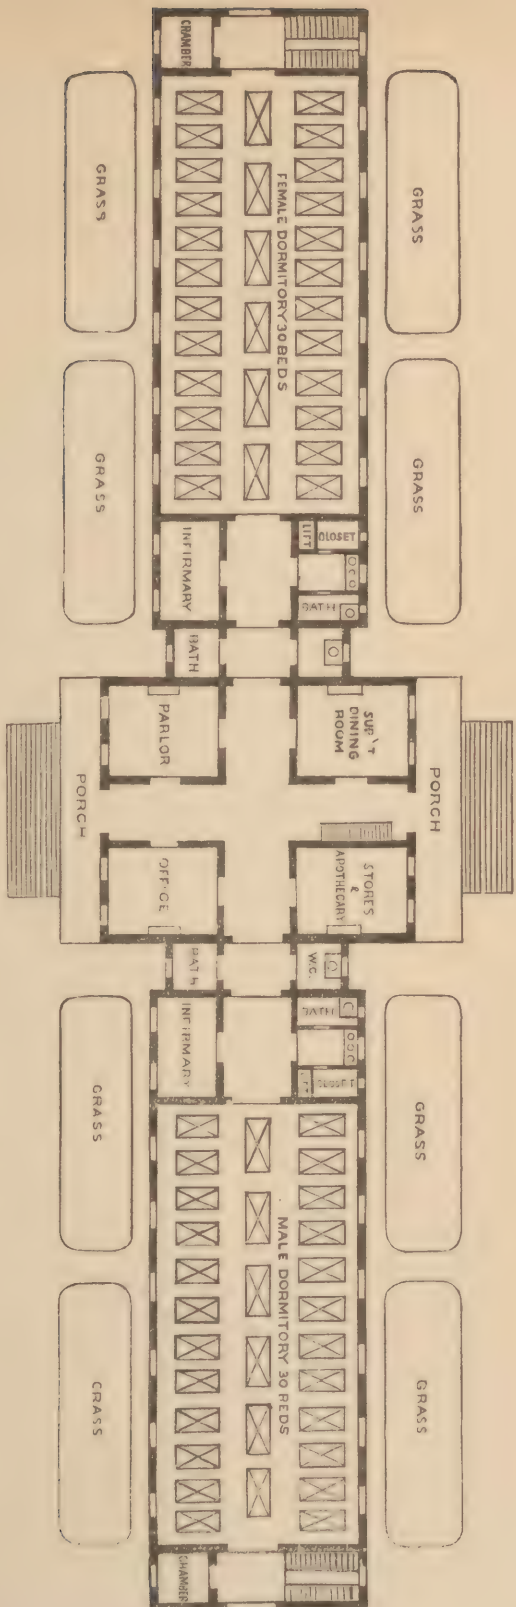 CHAMBER
GRASS
GRASS
FEMALE DORMITORY 30 BEDS
GRASS
GRASS
INFIRMARY
LIFT
CLOSET
BATH
BATH
PARLOR
SUP'T
DINING
ROOM
PORCH
PORCH
OFFICE
STORES
&
APOTHECARY
BATH
W.C.
INFIRMARY
BATH
CLOSET
GRASS
GRASS
MALE DORMITORY 30 BEDS
GRASS
GRASS
CHAMBER